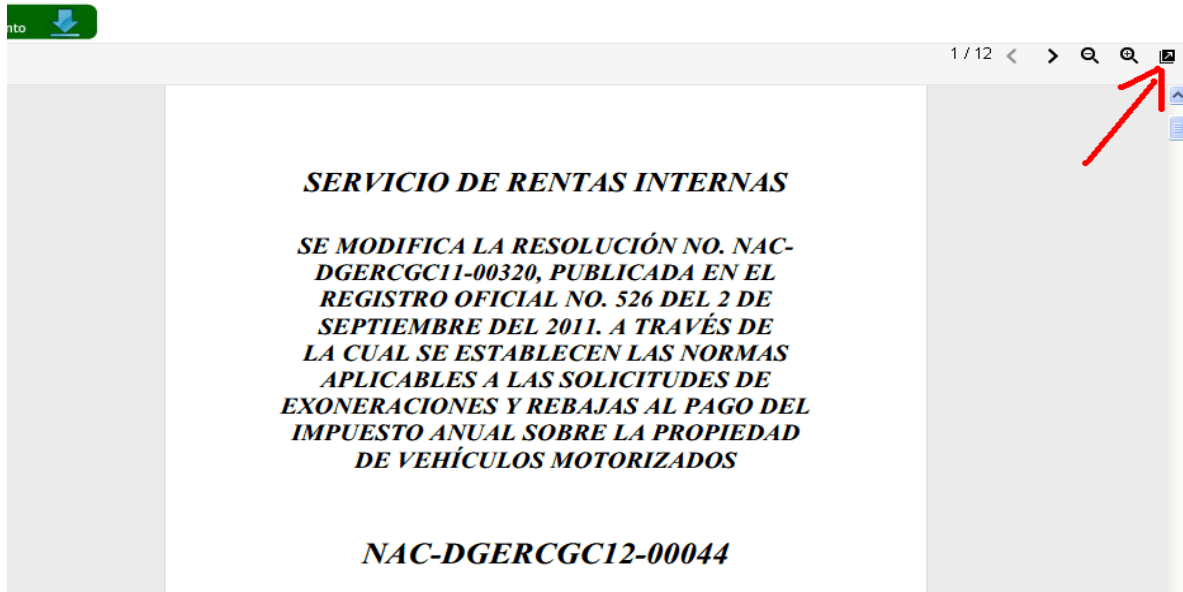 nto
1 / 12
SERVICIO DE RENTAS INTERNAS
SE MODIFICA LA RESOLUCIÓN NO. NAC-
DGERCGC11-00320, PUBLICADA EN EL
REGISTRO OFICIAL NO. 526 DEL 2 DE
SEPTIEMBRE DEL 2011. A TRAVÉS DE
LA CUAL SE ESTABLECEN LAS NORMAS
APLICABLES A LAS SOLICITUDES DE
EXONERACIONES Y REBAJAS AL PAGO DEL
IMPUESTO ANUAL SOBRE LA PROPIEDAD
DE VEHÍCULOS MOTORIZADOS
NAC-DGERCGC12-00044